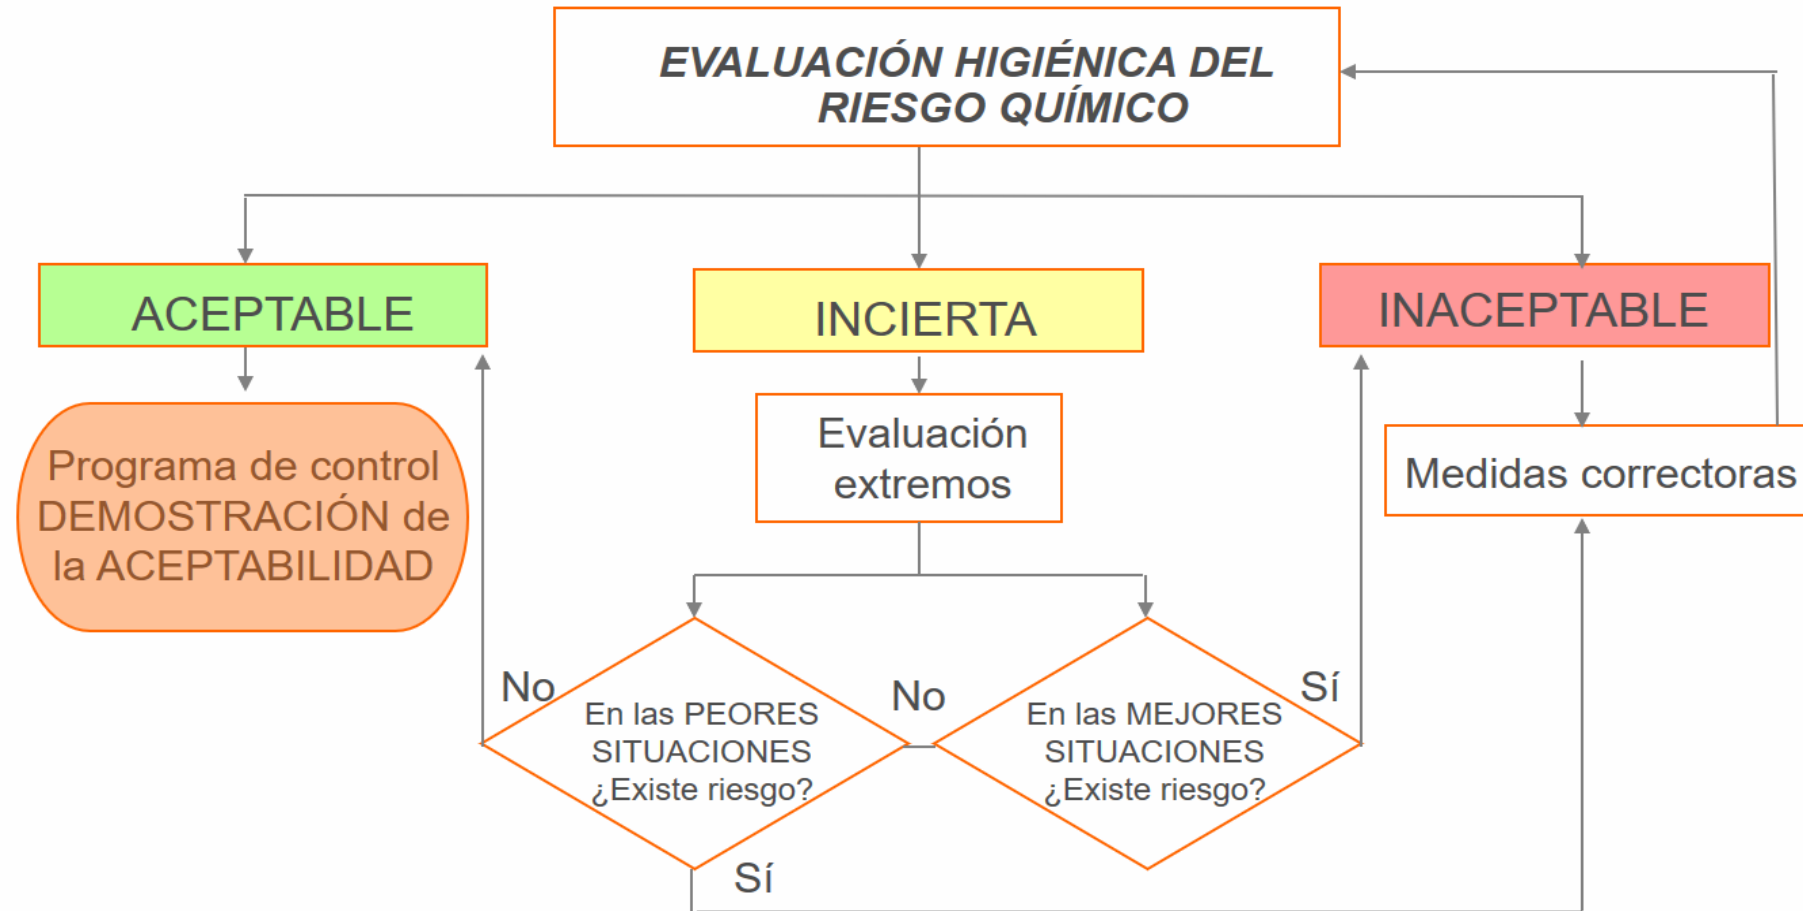 EVALUACIÓN HIGIÉNICA DEL
RIESGO QUÍMICO
ACEPTABLE
INCIERTA
INACEPTABLE
Programa de control
DEMOSTRACIÓN de
la ACEPTABILIDAD
Evaluación
extremos
Medidas correctoras
No
En las PEORES
SITUACIONES
¿Existe riesgo?
No
En las MEJORES
SITUACIONES
¿Existe riesgo?
Sí
Sí